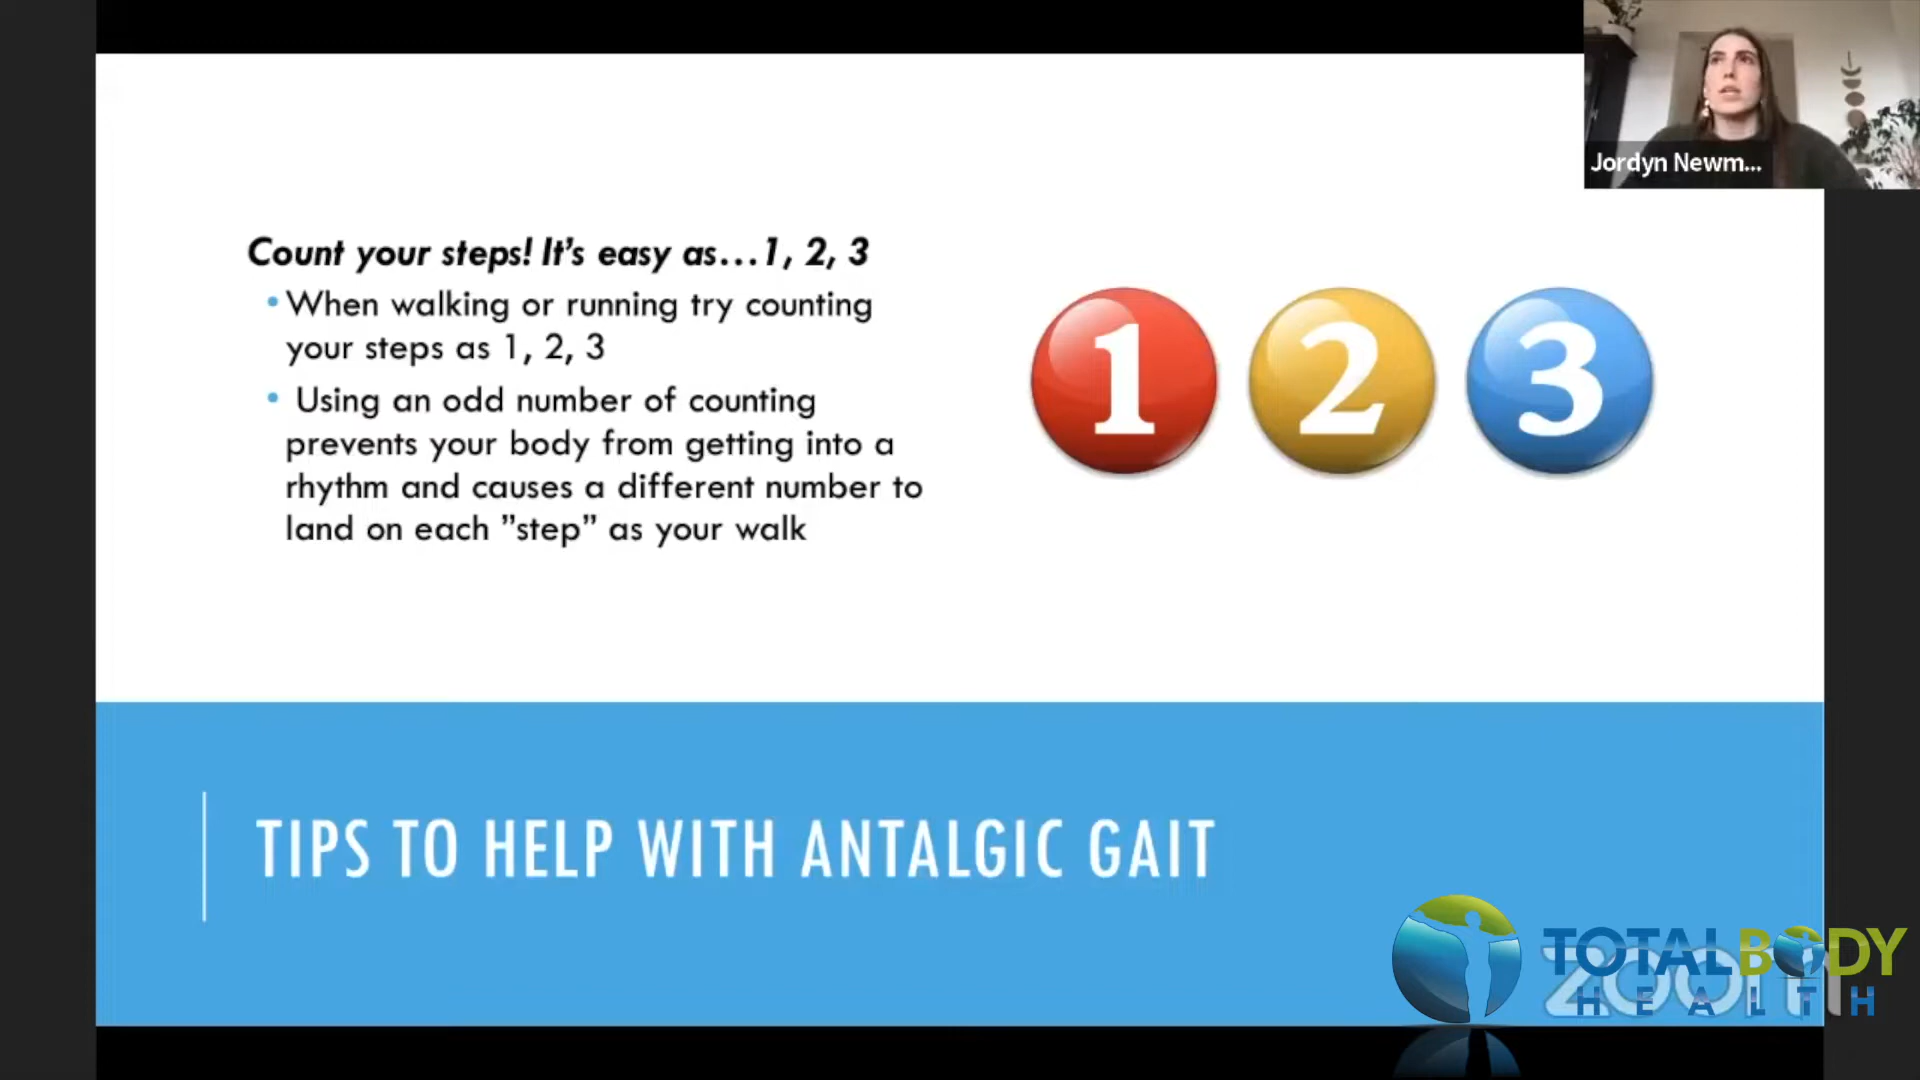 Jordyn Newm...
Count your steps! It's easy as...1, 2, 3
•When walking or running try counting
your steps as 1, 2, 3
• Using an odd number of counting
prevents your body from getting into a
rhythm and causes a different number to
land on each ”step” as your walk
1 2 3
TIPS TO HELP WITH ANTALGIC GAIT
TOTALBODY
HEALTH
zoom